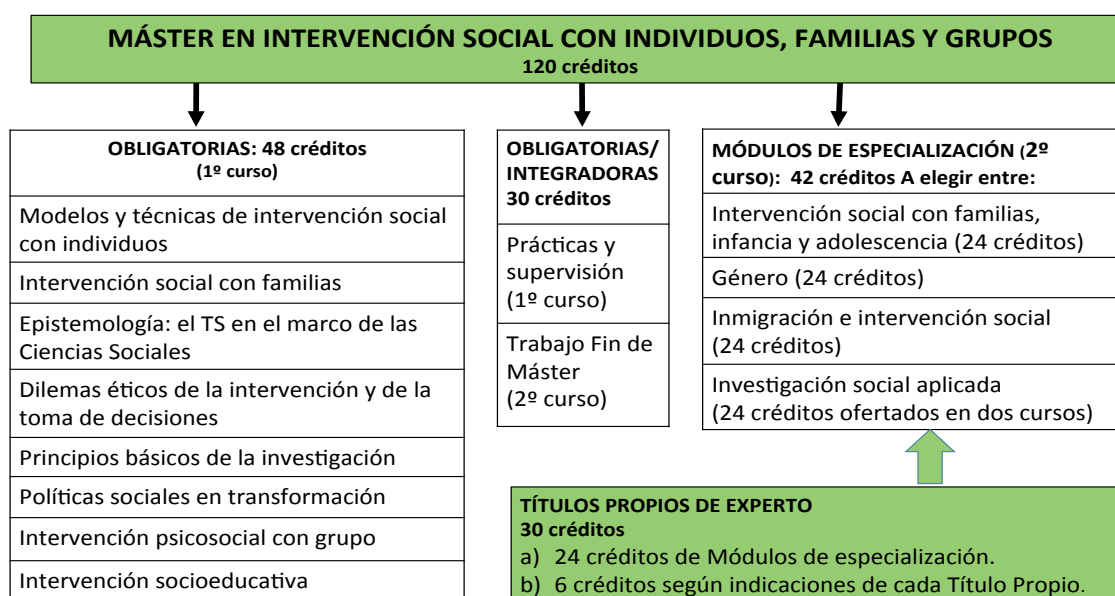 MÁSTER EN INTERVENCIÓN SOCIAL CON INDIVIDUOS, FAMILIAS Y GRUPOS
120 créditos
OBLIGATORIAS: 48 créditos
(1º curso)
Modelos y técnicas de intervención social
con individuos
Intervención social con familias
Epistemología: el TS en el marco de las
Ciencias Sociales
Dilemas éticos de la intervención y de la
toma de decisiones
Principios básicos de la investigación
Políticas sociales en transformación
Intervención psicosocial con grupo
Intervención socioeducativa
OBLIGATORIAS/
INTEGRADORAS
30 créditos
Prácticas y
supervisión
(1º curso)
Trabajo Fin de
Máster
(2º curso)
MÓDULOS DE ESPECIALIZACIÓN (2º
curso): 42 créditos A elegir entre:
Intervención social con familias,
infancia y adolescencia (24 créditos)
Género (24 créditos)
Inmigración e intervención social
(24 créditos)
Investigación social aplicada
(24 créditos ofertados en dos cursos)
TÍTULOS PROPIOS DE EXPERTO
30 créditos
a) 24 créditos de Módulos de especialización.
b) 6 créditos según indicaciones de cada Título Propio.